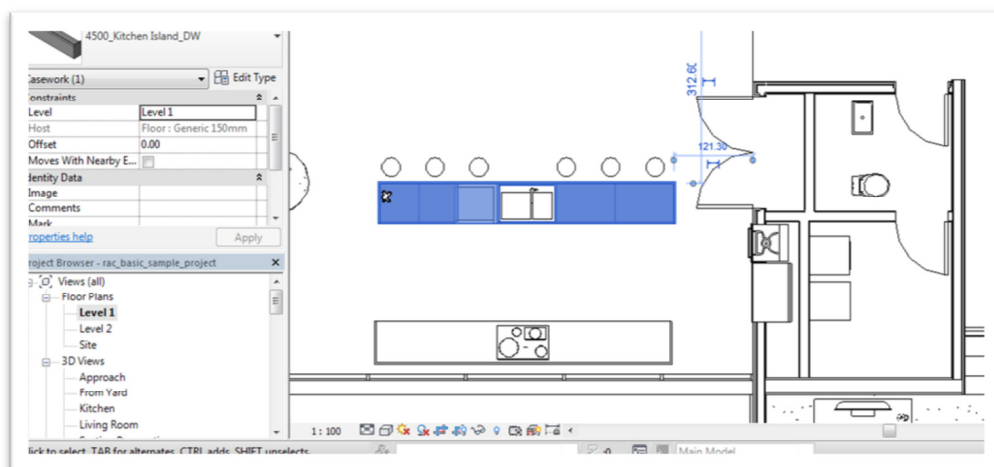 4500_Kitchen Island_DW
Casework (1)
Edit Type
Constraints
Level
Level 1
Host
Floor : Generic 150mm
Offset
0.00
Moves With Nearby E...
Identity Data
Image
Comments
Mark
Properties help
Apply
Project Browser - rac_basic_sample_project
Views (all)
Floor Plans
Level 1
Level 2
Site
3D Views
Approach
From Yard
Kitchen
Living Room
312.60
121.30
1 : 100
Click to select, TAB for alternates, CTRL adds, SHIFT unselects.
:0
Main Model